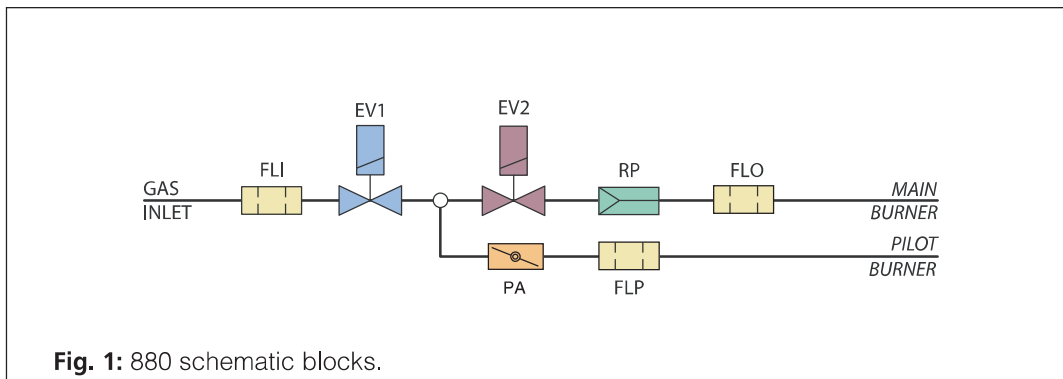 EV1
EV2
FLI
RP
FLO
GAS
INLET
MAIN
BURNER
PILOT
BURNER
PA
FLP
Fig. 1: 880 schematic blocks.